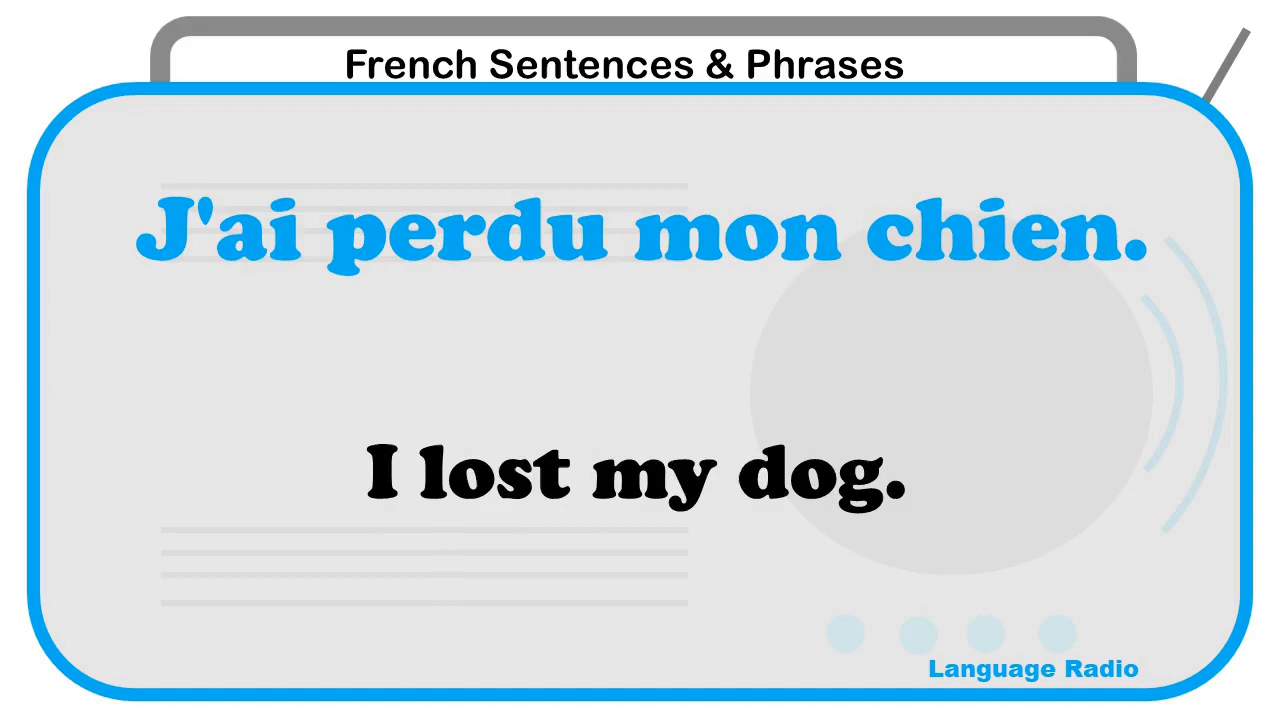 French Sentences & Phrases
J'ai perdu mon chien.
I lost my dog.
Language Radio